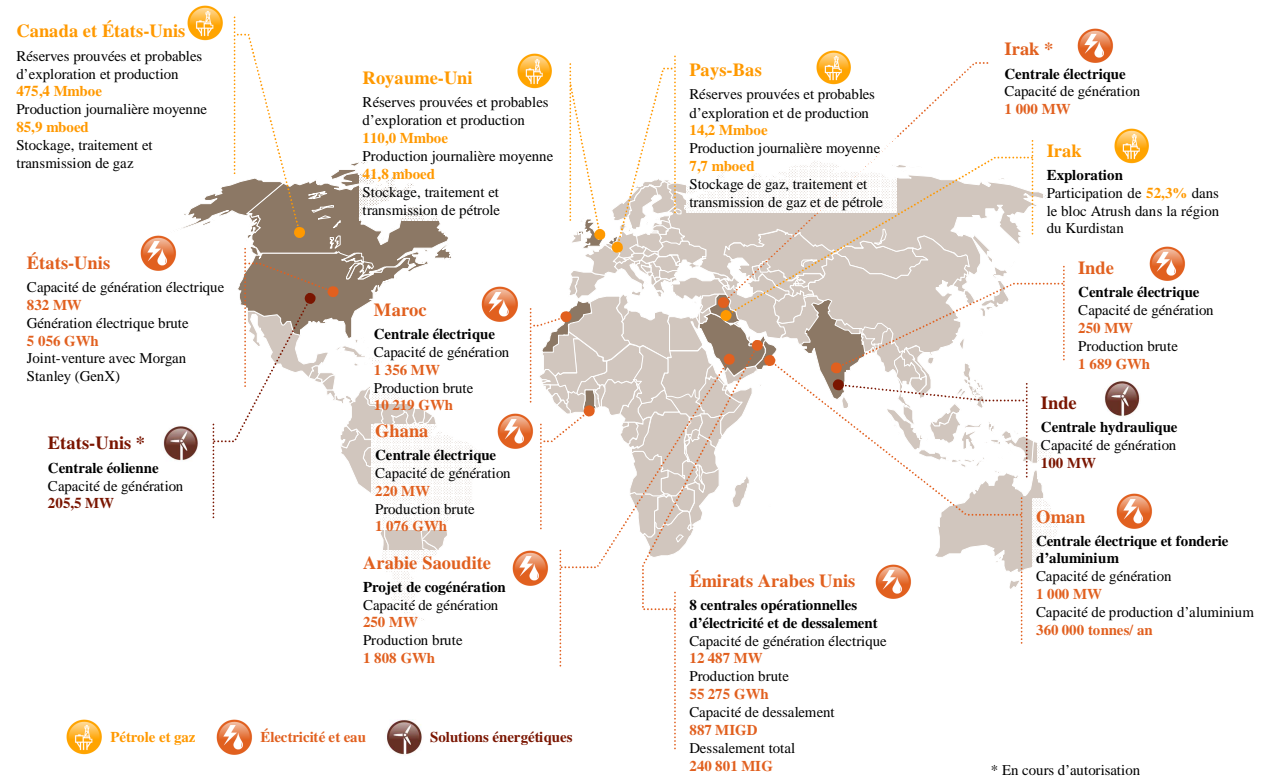 Canada et États-Unis
Réserves prouvées et probables
d’exploration et production
475,4 Mmboe
Production journalière moyenne
85,9 mboed
Stockage, traitement et
transmission de gaz
Royaume-Uni
Réserves prouvées et probables
d’exploration et de production
110,0 Mmboe
Production journalière moyenne
41,8 mboed
Stockage, traitement et
transmission de pétrole
Pays-Bas
Réserves prouvées et probables
d’exploration et de production
14,2 Mmboe
Production journalière moyenne
7,7 mboed
Stockage de gaz, traitement et
transmission de gaz et de pétrole
Irak *
Centrale électrique
Capacité de génération
1 000 MW
Irak
Exploration
Participation de 52,3% dans
le bloc Atrush dans la région
du Kurdistan
États-Unis
Capacité de génération électrique
832 MW
Génération électrique brute
5 056 GWh
Joint-venture avec Morgan
Stanley (GenX)
Maroc
Centrale électrique
Capacité de génération
1 356 MW
Production brute
10 219 GWh
Inde
Centrale électrique
Capacité de génération
250 MW
Production brute
1 689 GWh
Etats-Unis *
Centrale éolienne
Capacité de génération
205,5 MW
Ghana
Centrale électrique
Capacité de génération
220 MW
Production brute
1 076 GWh
Inde
Centrale hydraulique
Capacité de génération
100 MW
Arabie Saoudite
Projet de cogénération
Capacité de génération
250 MW
Production brute
1 808 GWh
Émirats Arabes Unis
8 centrales opérationnelles
d’électricité et de dessalement
Capacité de génération électrique
12 487 MW
Production brute
55 275 GWh
Capacité de dessalement
887 MIGD
Dessalement total
240 801 MIG
Oman
Centrale électrique et fonderie
d’aluminium
Capacité de génération
1 000 MW
Capacité de production d’aluminium
360 000 tonnes/ an
Pétrole et gaz
Électricité et eau
Solutions énergétiques
* En cours d’autorisation